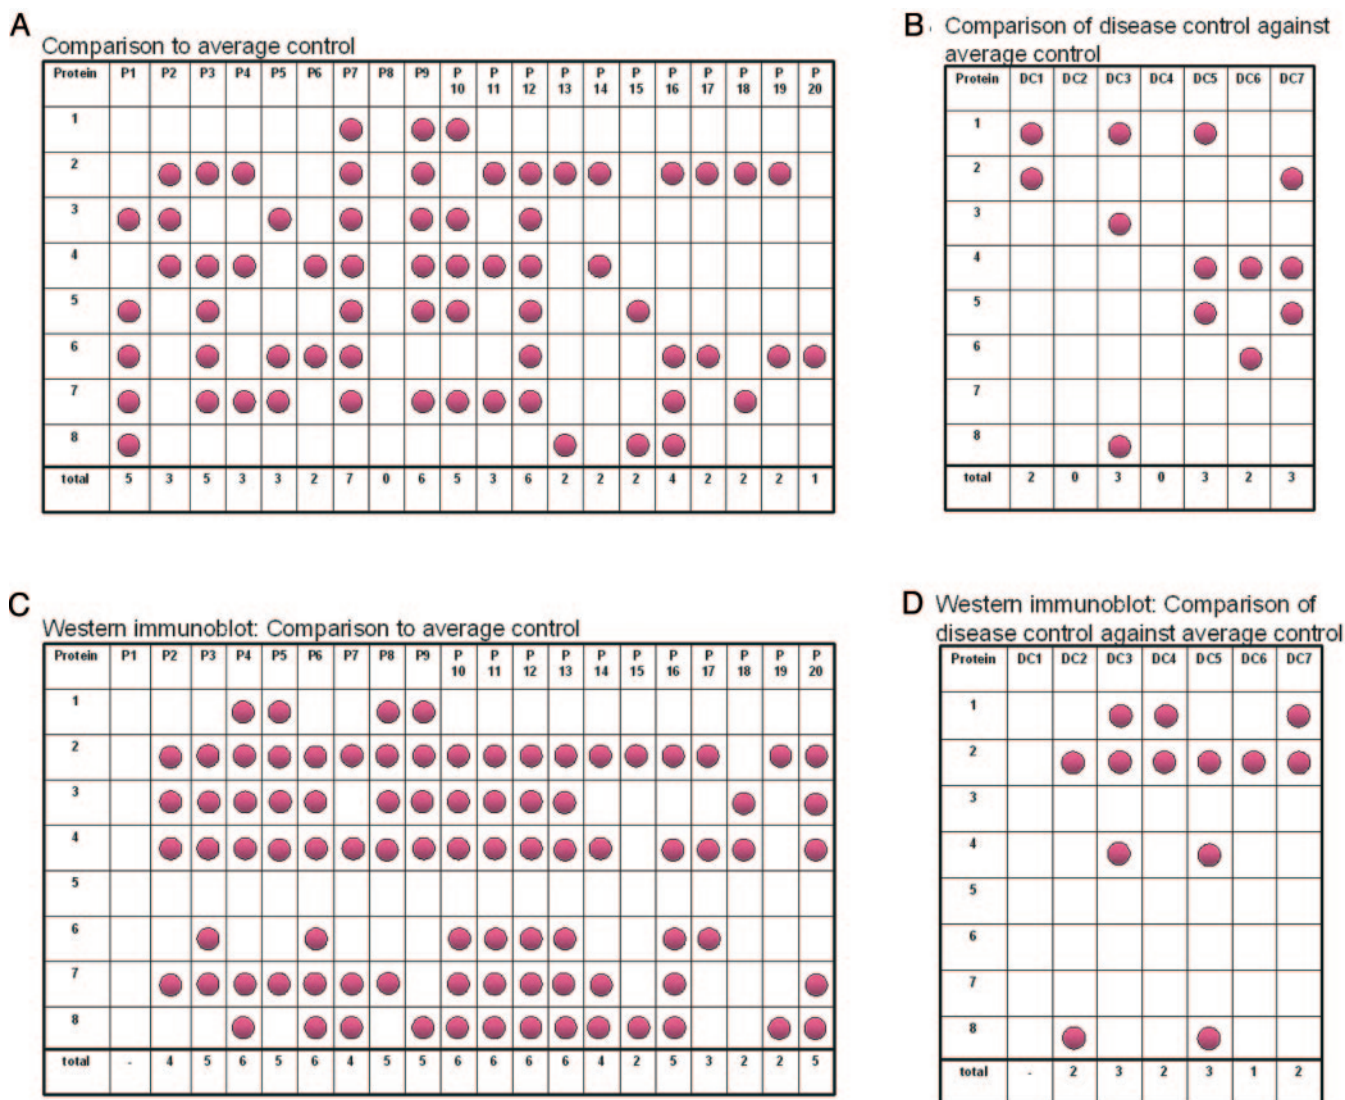 A
Comparison to average control
Protein P1 P2 P3 P4 P5 P6 P7 P8 P9 P 10 P 11 P 12 P 13 P 14 P 15 P 16 P 17 P 18 P 19 P 20
1
2
3
4
5
6
7
8
total 5 3 5 3 3 2 7 0 6 5 3 6 2 2 2 4 2 2 2 1
B
Comparison of disease control against
average control
Protein DC1 DC2 DC3 DC4 DC5 DC6 DC7
1
2
3
4
5
6
7
8
total 2 0 3 0 3 2 3
C
Western immunoblot: Comparison to average control
Protein P1 P2 P3 P4 P5 P6 P7 P8 P9 P 10 P 11 P 12 P 13 P 14 P 15 P 16 P 17 P 18 P 19 P 20
1
2
3
4
5
6
7
8
total - 4 5 6 5 6 4 5 5 6 6 6 6 4 2 5 3 2 2 5
D
Western immunoblot: Comparison of
disease control against average control
Protein DC1 DC2 DC3 DC4 DC5 DC6 DC7
1
2
3
4
5
6
7
8
total - 2 3 2 3 1 2